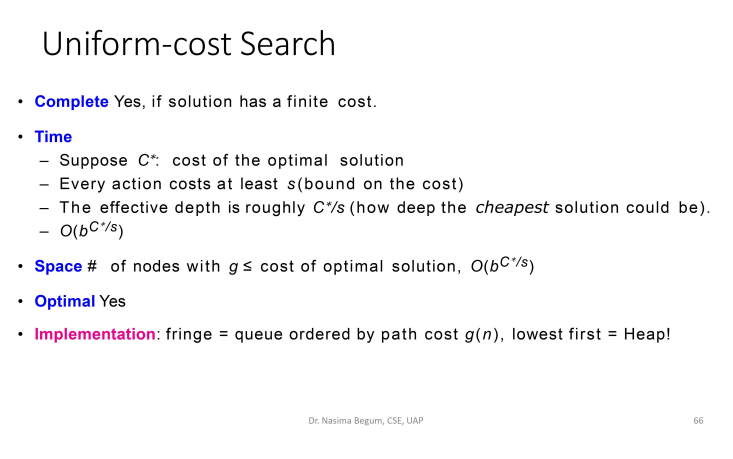 Uniform-cost Search
• Complete Yes, if solution has a finite cost.
• Time
– Suppose C*: cost of the optimal solution
– Every action costs at least s(bound on the cost)
– The effective depth is roughly C*/s (how deep the cheapest solution could be).
– O(b^C*/s)
• Space # of nodes with g ≤ cost of optimal solution, O(b^C*/s)
• Optimal Yes
• Implementation: fringe = queue ordered by path cost g(n), lowest first = Heap!
Dr. Nasima Begum, CSE, UAP 66